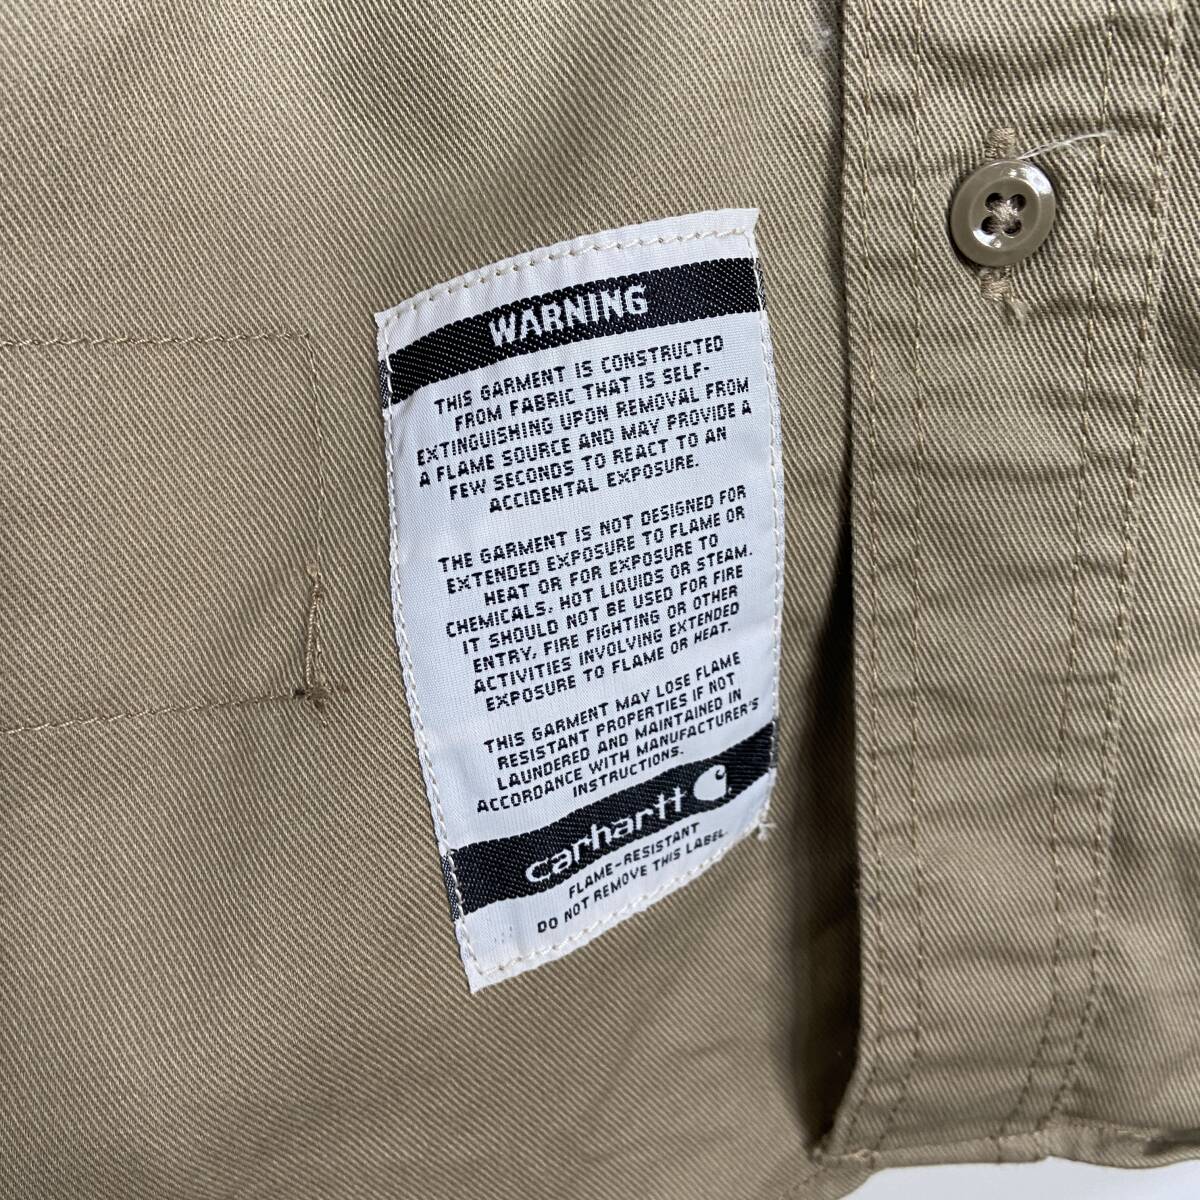 WARNING
THIS GARMENT IS CONSTRUCTED
FROM FABRIC THAT IS SELF-
EXTINGUISHING UPON REMOVAL FROM
A FLAME SOURCE AND MAY PROVIDE A
FEW SECONDS TO REACT TO AN
ACCIDENTAL EXPOSURE.
THE GARMENT IS NOT DESIGNED FOR
EXTENDED EXPOSURE TO FLAME OR
HEAT OR FOR EXPOSURE TO
CHEMICALS, HOT LIQUIDS OR STEAM.
IT SHOULD NOT BE USED FOR FIRE
ENTRY, FIRE FIGHTING OR OTHER
ACTIVITIES INVOLVING EXTENDED
EXPOSURE TO FLAME OR HEAT.
THIS GARMENT MAY LOSE FLAME
RESISTANT PROPERTIES IF NOT
LAUNDERED AND MAINTAINED IN
ACCORDANCE WITH MANUFACTURER'S
INSTRUCTIONS.
carhartt
FLAME-RESISTANT
DO NOT REMOVE THIS LABEL.